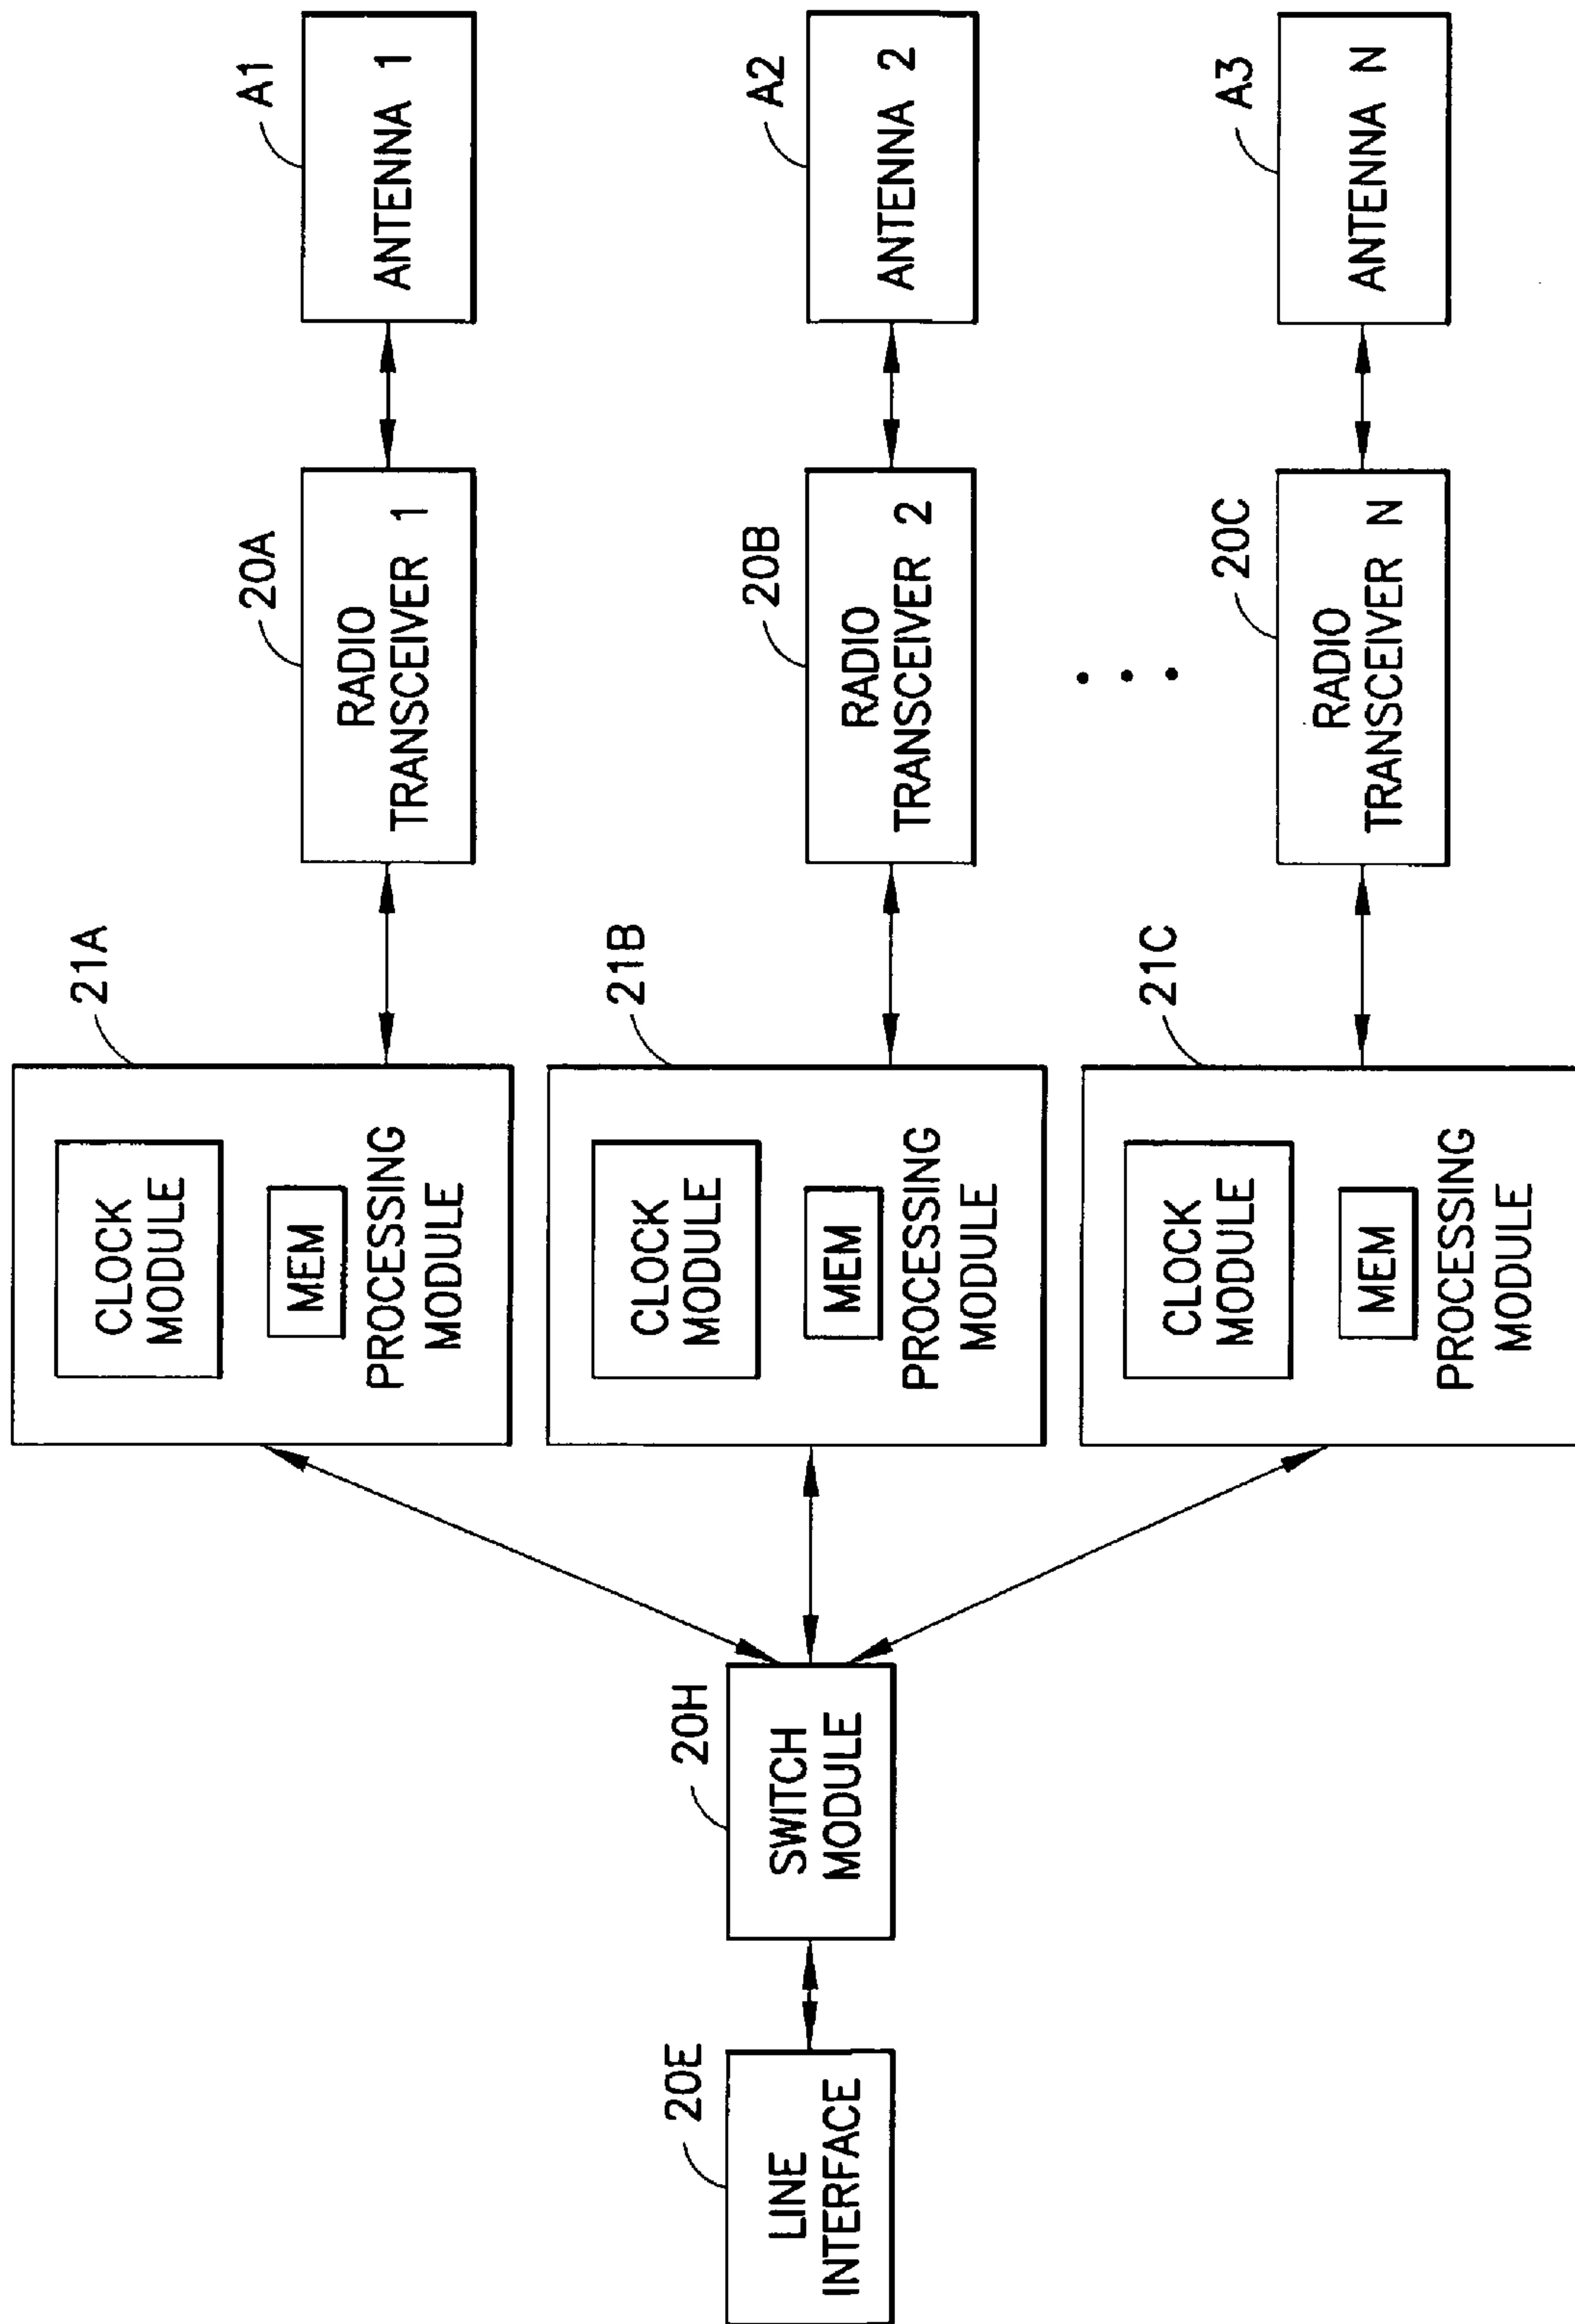 A1
ANTENNA 1
A2
ANTENNA 2
A3
ANTENNA N
20A
RADIO
TRANSCEIVER 1
20B
RADIO
TRANSCEIVER 2
20C
RADIO
TRANSCEIVER N
21A
CLOCK
MODULE
MEM
PROCESSING
MODULE
21B
CLOCK
MODULE
MEM
PROCESSING
MODULE
21C
CLOCK
MODULE
MEM
PROCESSING
MODULE
20H
SWITCH
MODULE
20E
LINE
INTERFACE